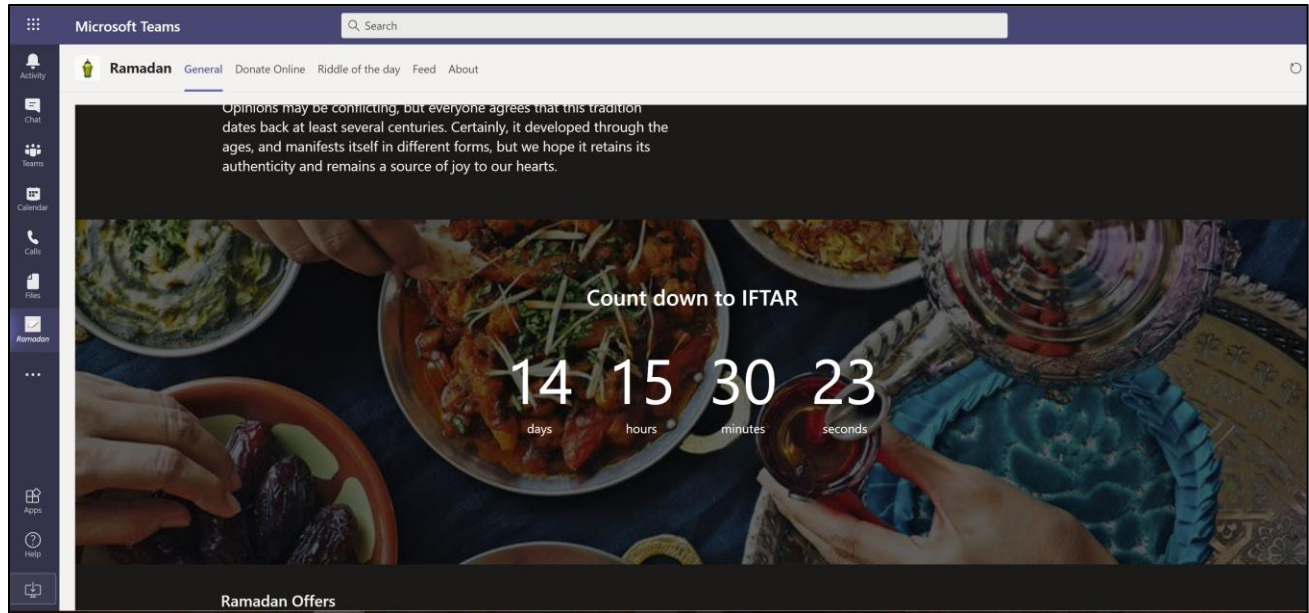 Microsoft Teams
Search
Activity
Chat
Teams
Calendar
Calls
Files
Ramadan
Apps
Help
Ramadan General Donate Online Riddle of the day Feed About
Opinions may be conflicting, but everyone agrees that this tradition
dates back at least several centuries. Certainly, it developed through the
ages, and manifests itself in different forms, but we hope it retains its
authenticity and remains a source of joy to our hearts.
Count down to IFTAR
14 15 30 23
days hours minutes seconds
Ramadan Offers